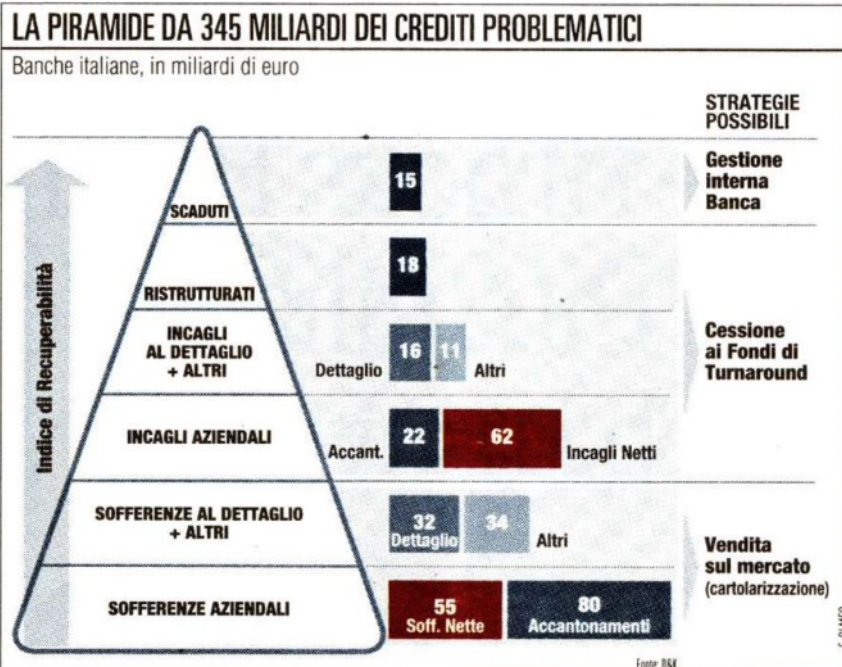 LA PIRAMIDE DA 345 MILIARDI DEI CREDITI PROBLEMATICI
Banche italiane, in miliardi di euro
STRATEGIE
POSSIBILI
Indice di Recuperabilità
SCADUTI
15
Gestione
interna
Banca
RISTRUTTURATI
18
INCAGLI
AL DETTAGLIO
+ ALTRI
Dettaglio
16
11
Altri
Cessione
ai Fondi di
Turnaround
INCAGLI AZIENDALI
Accant.
22
62
Incagli Netti
SOFFERENZE AL DETTAGLIO
+ ALTRI
32
Dettaglio
34
Altri
Vendita
sul mercato
(cartolarizzazione)
SOFFERENZE AZIENDALI
55
Soff. Nette
80
Accantonamenti
Fonte: